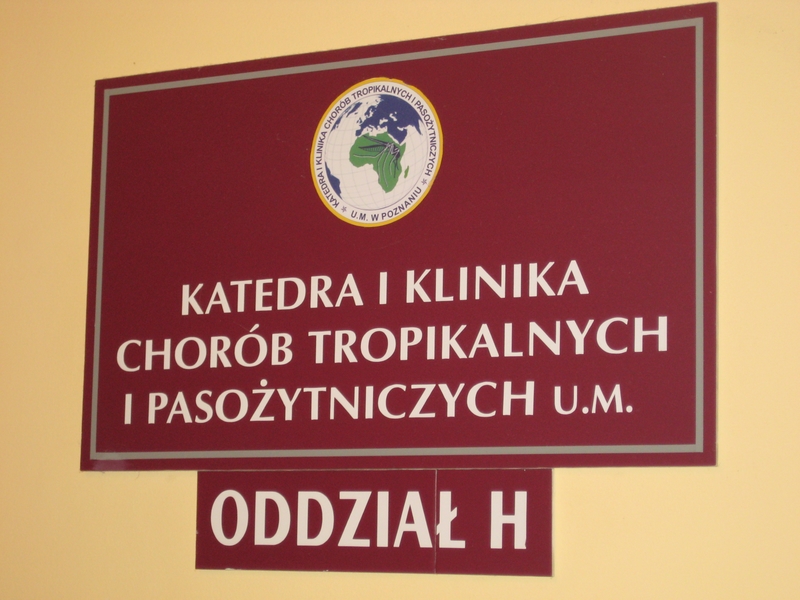 KATEDRA I KLINIKA CHORÓB TROPIKALNYCH I PASOŻYTNICZYCH
U.M. W POZNANIU
KATEDRA I KLINIKA
CHORÓB TROPIKALNYCH
I PASOŻYTNICZYCH U.M.
ODDZIAŁ H